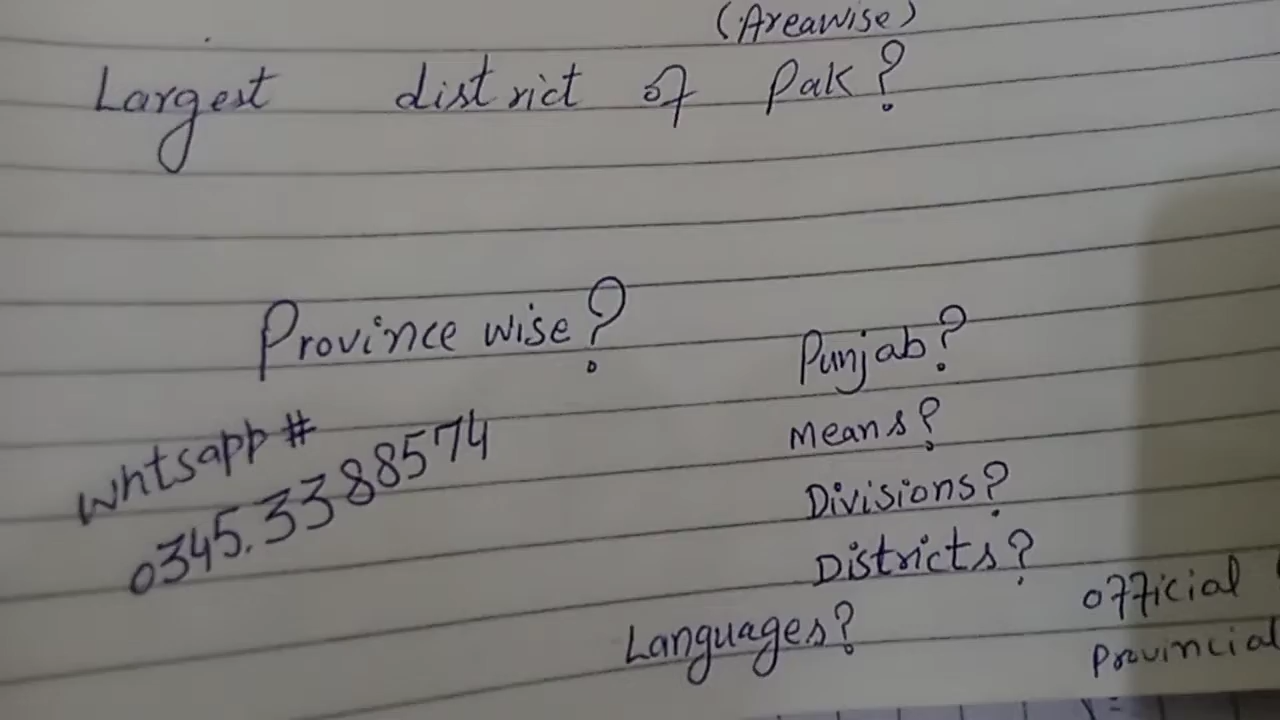 (Areawise)
Largest district of Pak?
Province wise?
Punjab?
whtsapp #
Means?
0345.3388574
Divisions?
Districts?
official
Languages?
Provincial